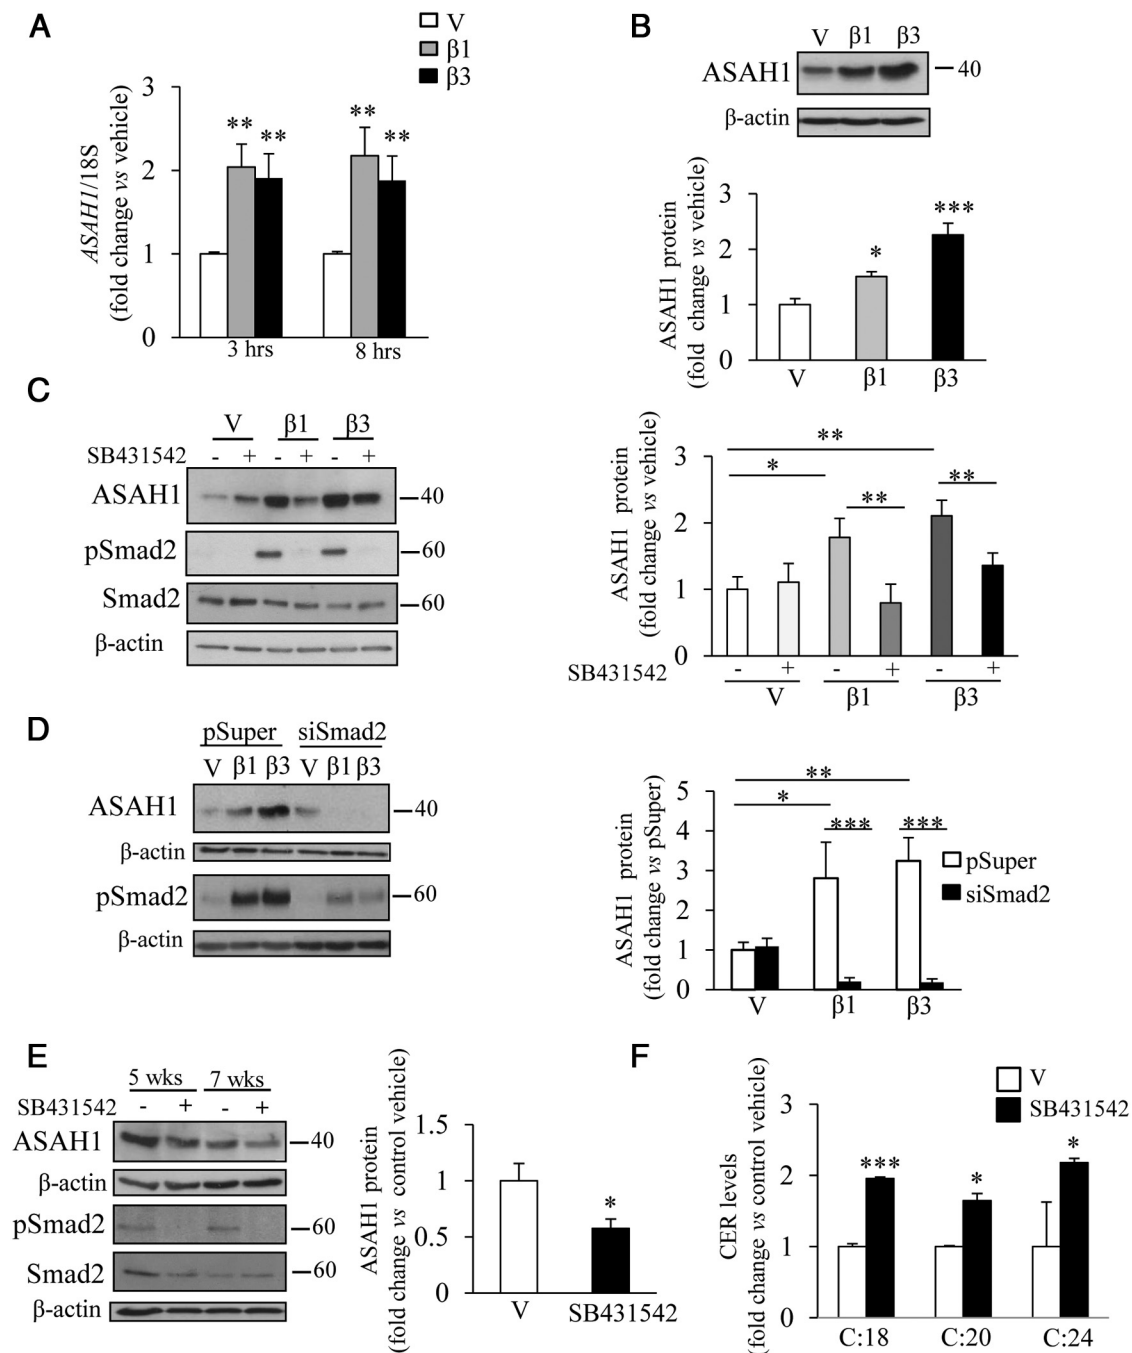 A
V
β1
β3
ASAH1/18S
(fold change vs vehicle)
3
2
1
0
** ** ** **
3 hrs 8 hrs
B
V β1 β3
ASAH1 40
β-actin
ASAH1 protein
(fold change vs vehicle)
3
2
1
0
* ***
V β1 β3
C
V β1 β3
SB431542 - + - + - +
ASAH1 40
pSmad2 60
Smad2 60
β-actin
ASAH1 protein
(fold change vs vehicle)
3
2
1
0
**
* ** **
SB431542 - + - + - +
V β1 β3
D
pSuper siSmad2
V β1 β3 V β1 β3
ASAH1 40
β-actin
pSmad2 60
β-actin
ASAH1 protein
(fold change vs pSuper)
5
4
3
2
1
0
**
* *** ***
pSuper
siSmad2
V β1 β3
E
5 wks 7 wks
SB431542 - + - +
ASAH1 40
β-actin
pSmad2 60
Smad2 60
β-actin
ASAH1 protein
(fold change vs control vehicle)
1.5
1
0.5
0
*
V SB431542
F
V
SB431542
CER levels
(fold change vs control vehicle)
3
2
1
0
*** * *
C:18 C:20 C:24